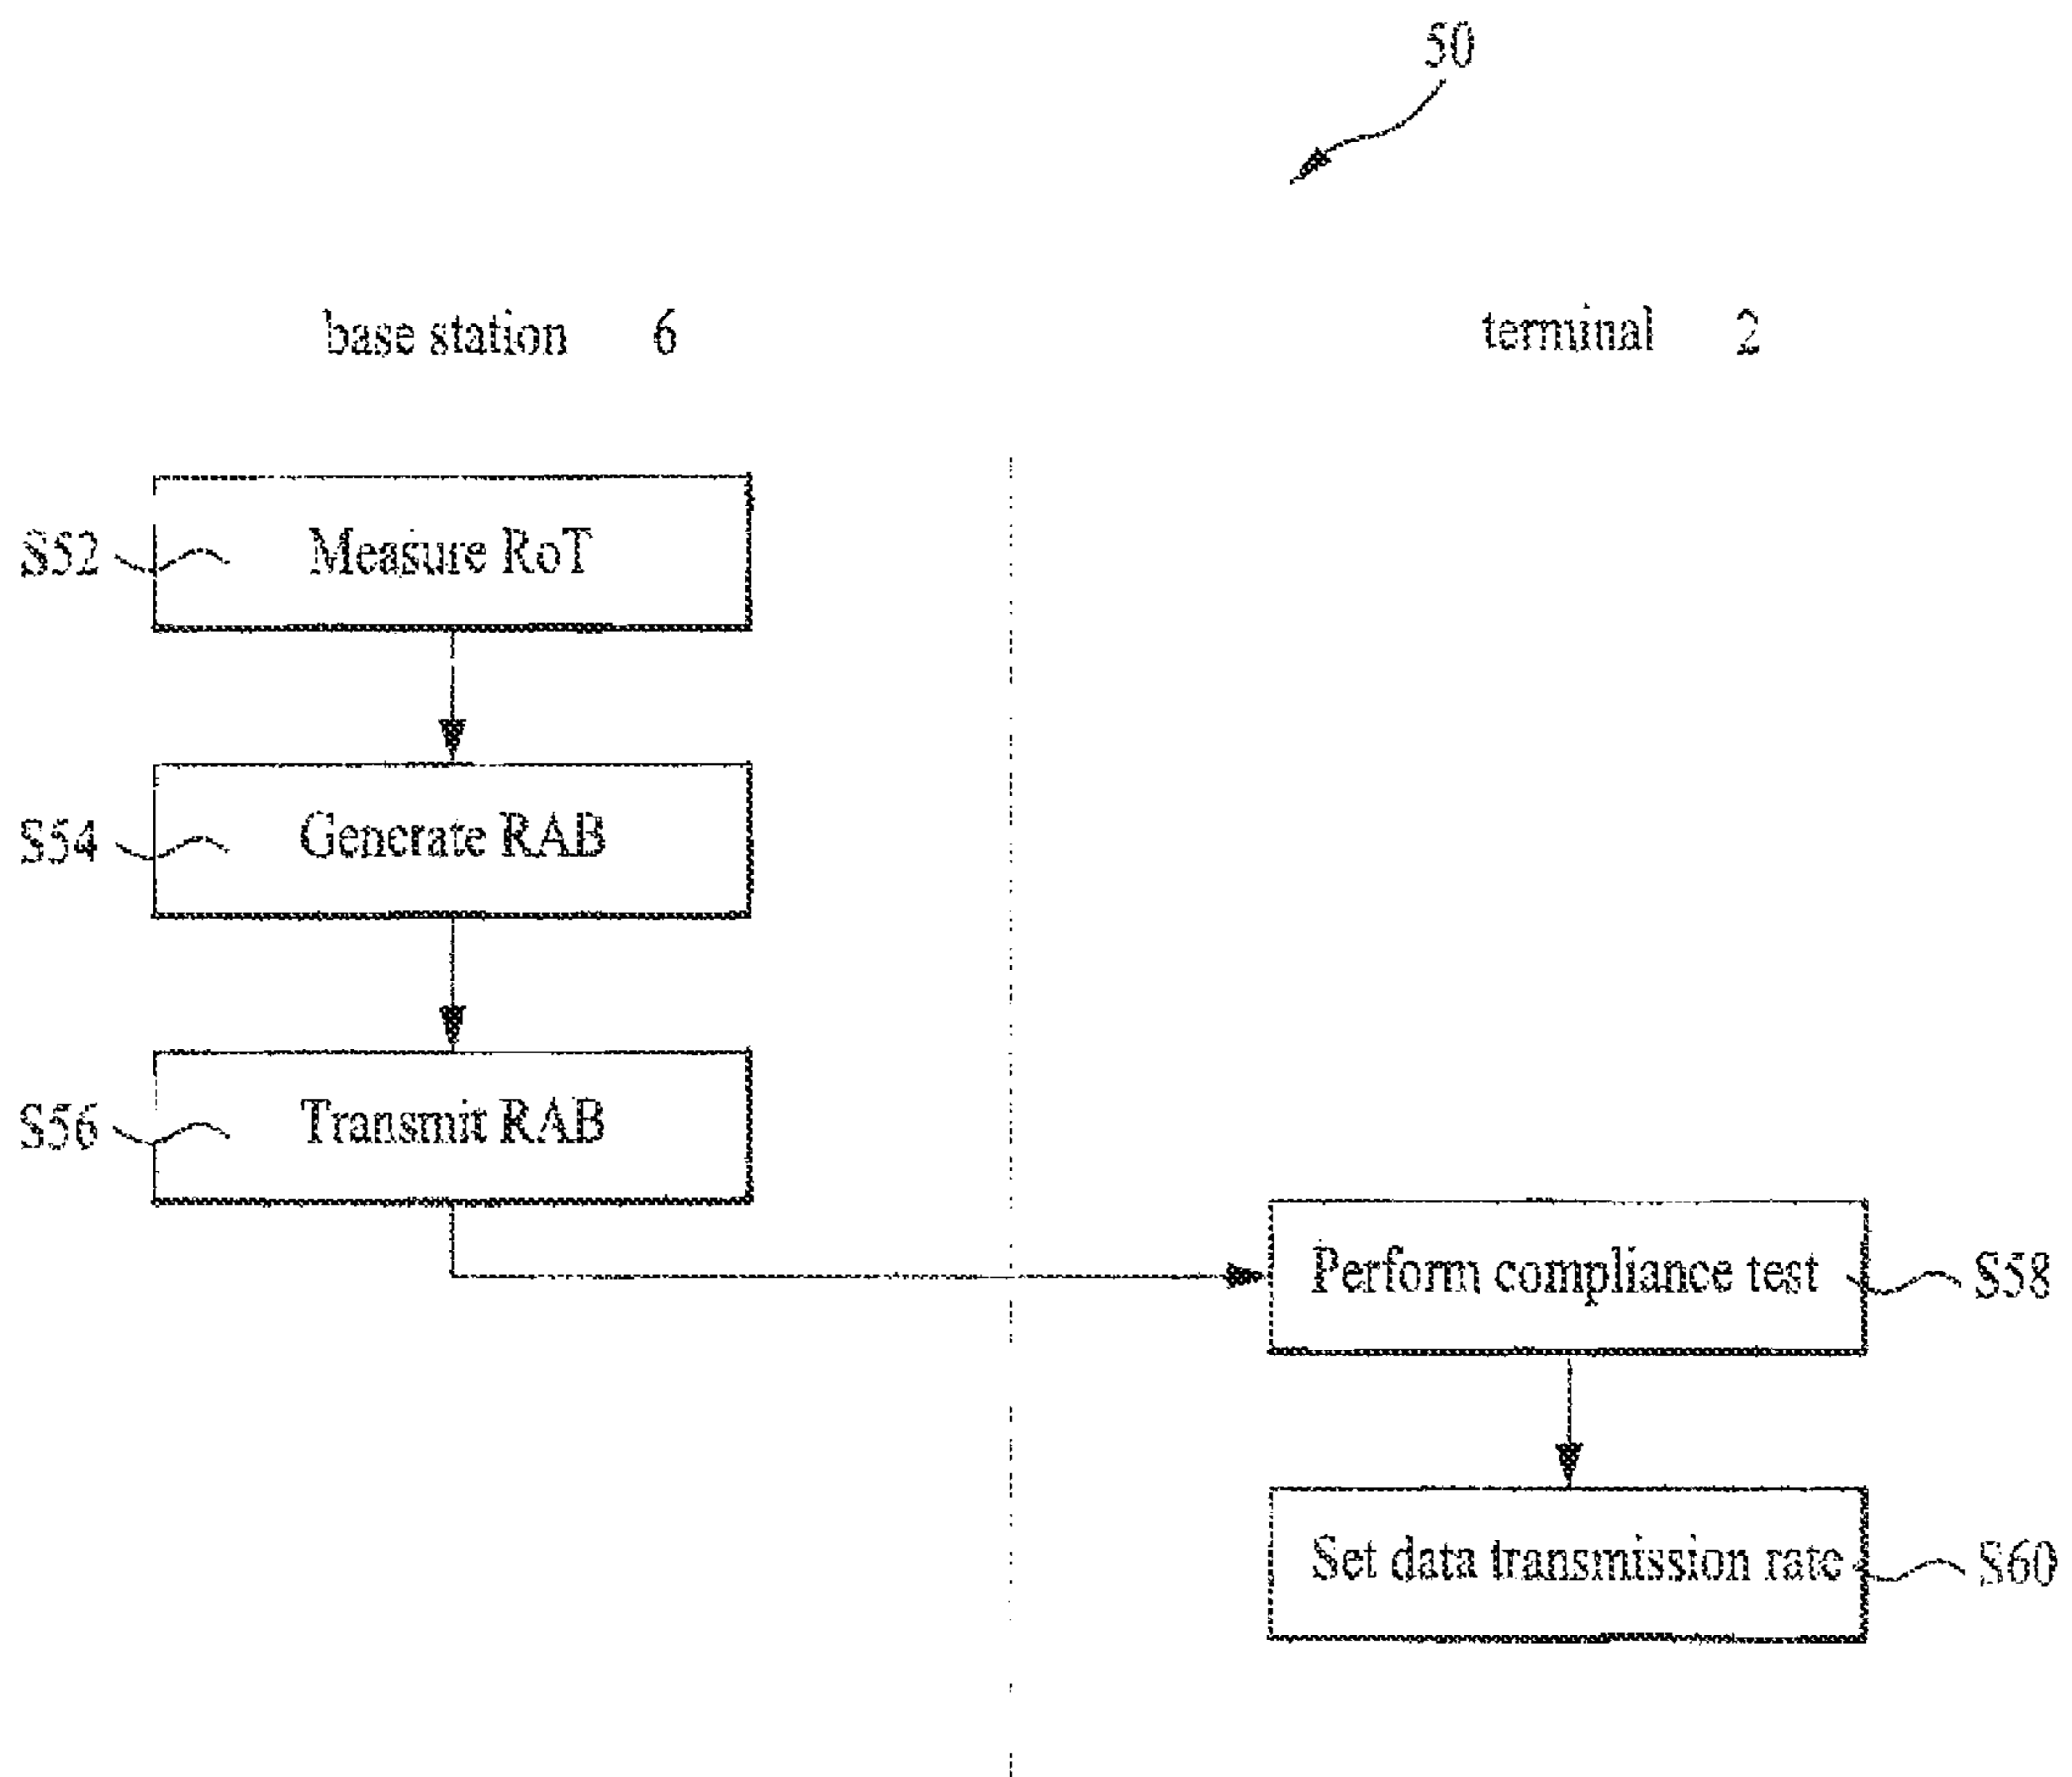 50
base station 6
terminal 2
S52
Measure RoT
S54
Generate RAB
S56
Transmit RAB
Perform compliance test
S58
Set data transmission rate
S60